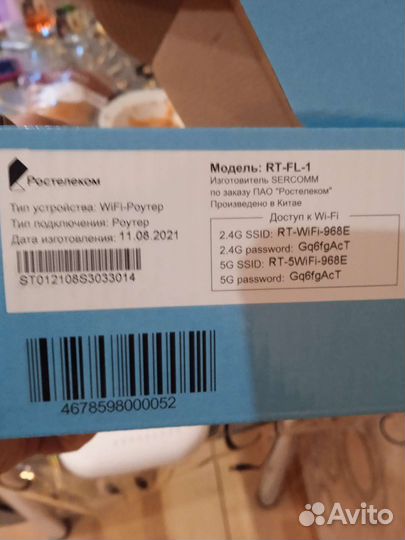 Ростелеком
Тип устройства: WiFi-Роутер
Тип подключения: Роутер
Дата изготовления: 11.08.2021
ST012108S3033014
Модель: RT-FL-1
Изготовитель SERCOMM
по заказу ПАО "Ростелеком"
Произведено в Китае
Доступ к Wi-Fi
2.4G SSID: RT-WiFi-968E
2.4G password: Gq6fgAcT
5G SSID: RT-5WiFi-968E
5G password: Gq6fgAcT
4678598000052
Avito